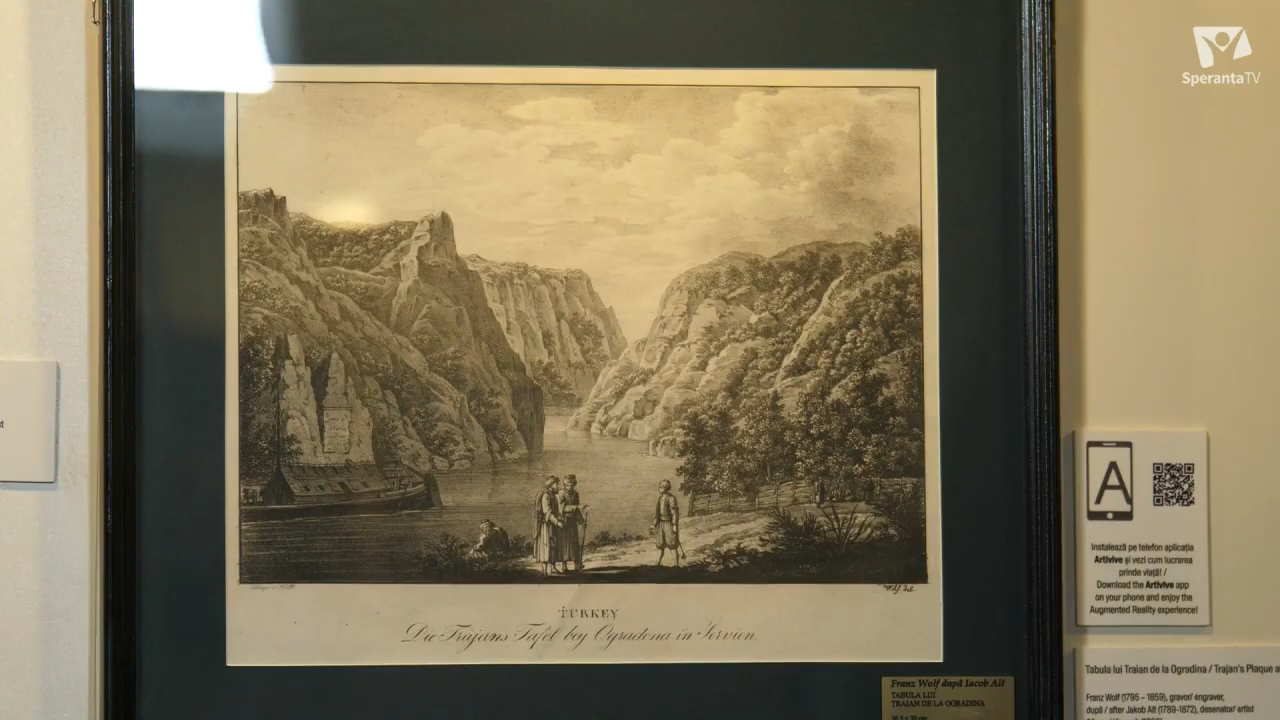 SperantaTV
TURKEY
Die Trajans Tafel bey Ogradena in Servien.
Wolf. del.
Franz Wolf după Iacob Alt
TABULA LUI
TRAIAN DE LA OGRADINA
A
Instalează pe telefon aplicația
Artivive și vezi cum lucrarea
prinde viață! /
Download the Artivive app
on your phone and enjoy the
Augmented Reality experience!
Tabula lui Traian de la Ogradina / Trajan's Plaque a
Franz Wolf (1795 – 1859), gravor/ engraver,
după / after Jakob Alt (1789-1872), desenator/ artist